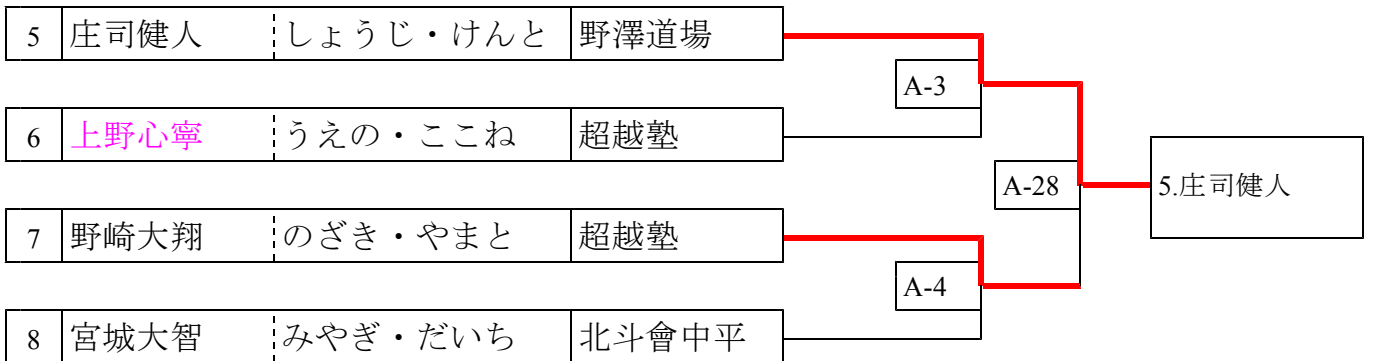 5 庄司健人 しょうじ・けんと 野澤道場
A-3
6 上野心寧 うえの・ここね 超越塾
A-28 5.庄司健人
7 野崎大翔 のざき・やまと 超越塾
A-4
8 宮城大智 みやぎ・だいち 北斗會中平